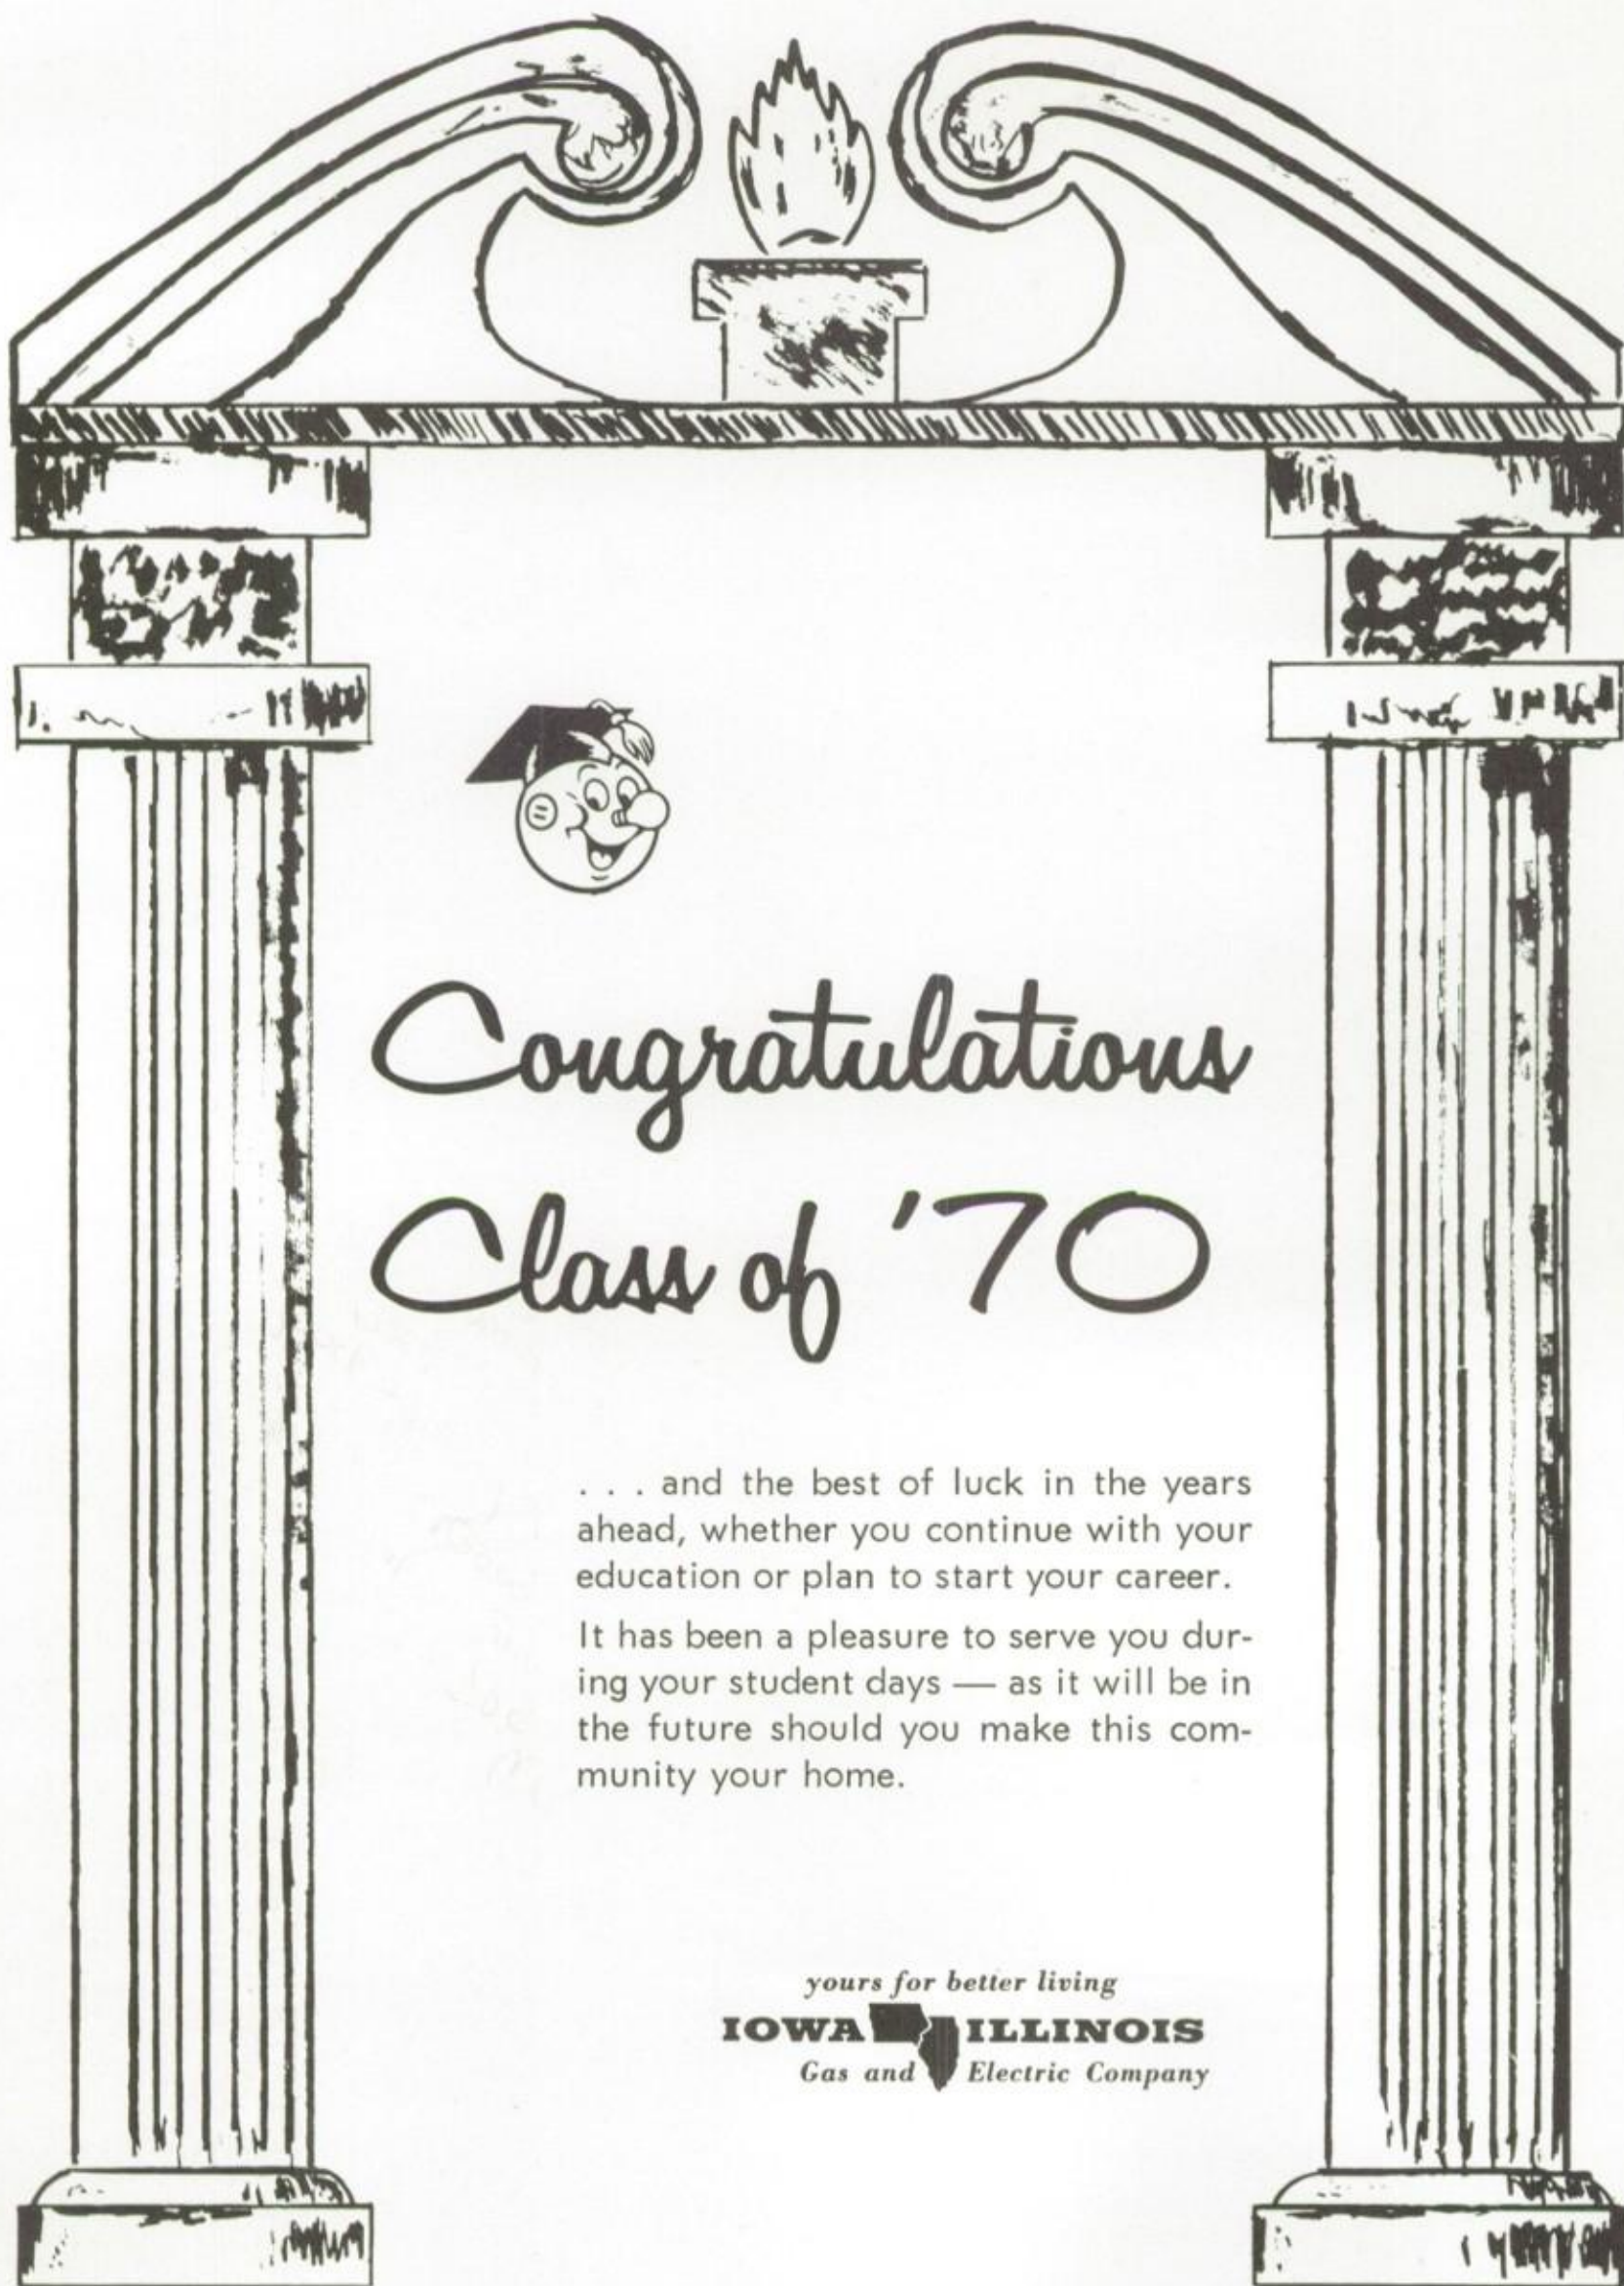 Congratulations
Class of '70
. . . and the best of luck in the years
ahead, whether you continue with your
education or plan to start your career.
It has been a pleasure to serve you dur-
ing your student days — as it will be in
the future should you make this com-
munity your home.
yours for better living
IOWA ILLINOIS
Gas and Electric Company